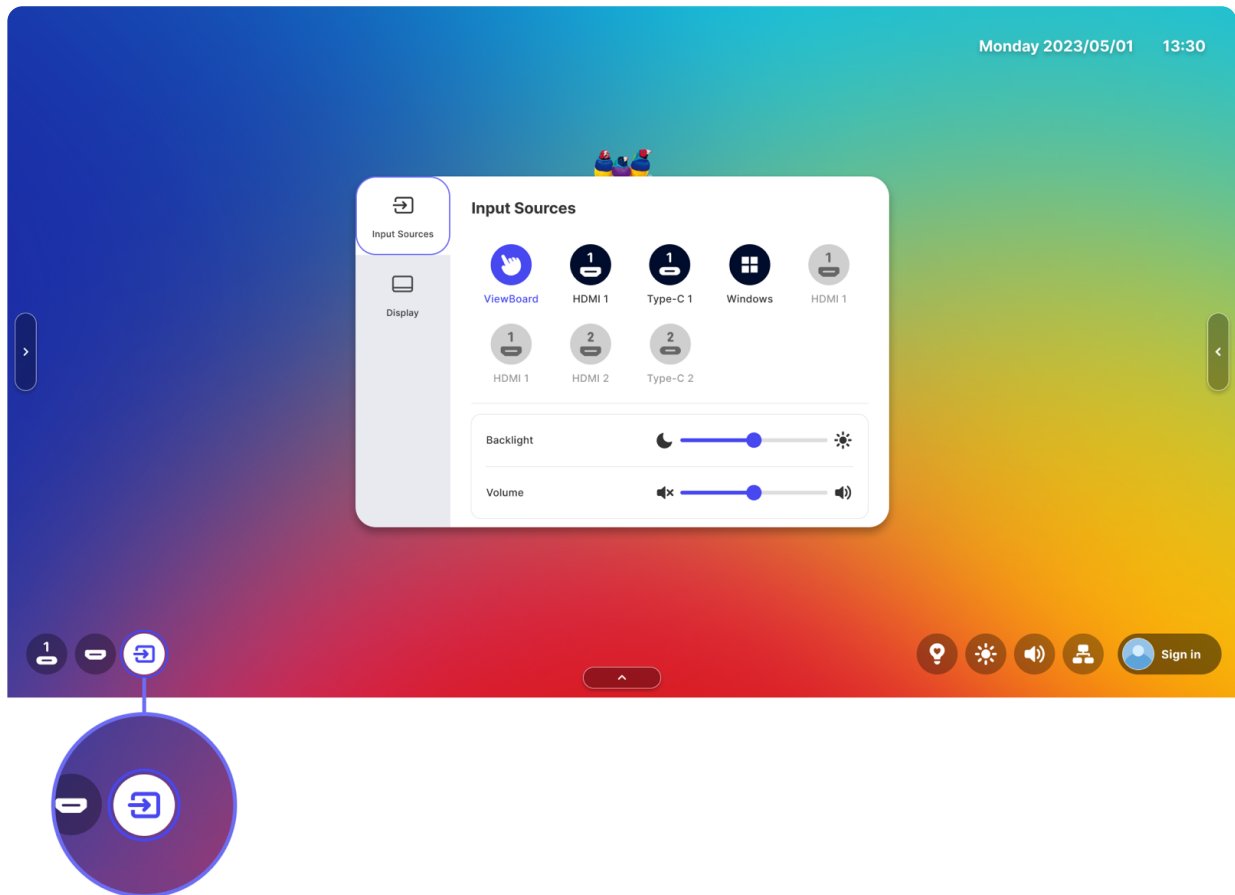 Monday 2023/05/01 13:30
Input Sources
Input Sources
1 1 1
ViewBoard HDMI 1 Type-C 1 Windows HDMI 1
Display
1 2 2
HDMI 1 HDMI 2 Type-C 2
Backlight
Volume
1
Sign in